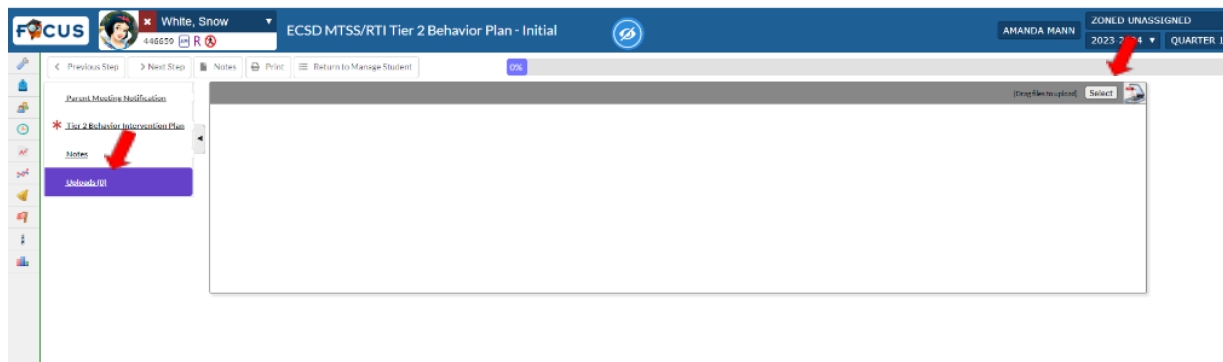 FOCUS
White, Snow
446659 R
ECSD MTSS/RTI Tier 2 Behavior Plan - Initial
AMANDA MANN
ZONED UNASSIGNED
2023-2024 QUARTER 1
< Previous Step
> Next Step
Notes
Print
Return to Manage Student
0%
Parent Meeting Notification
* Tier 2 Behavior Intervention Plan
Notes
Uploads (0)
[Drag files to upload]
Select